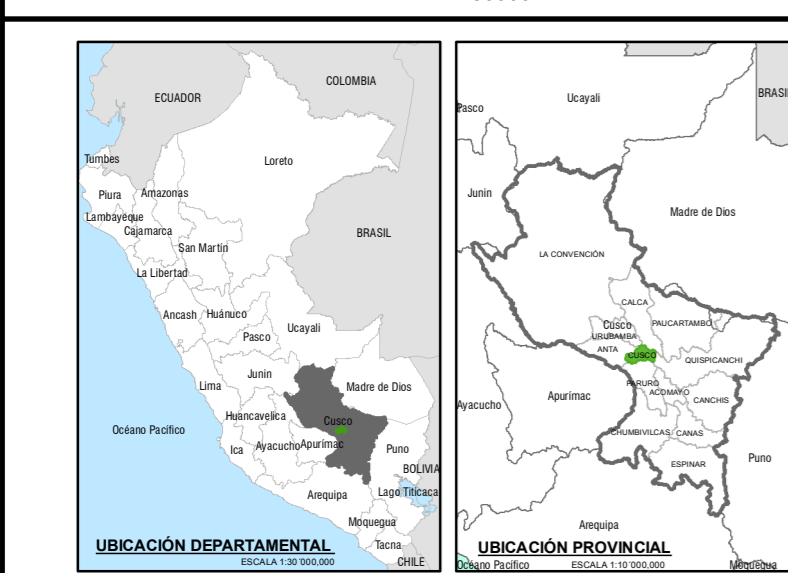 ECUADOR
COLOMBIA
Tumbes
Loreto
Piura
Amazonas
Lambayeque
Cajamarca
San Martín
BRASIL
La Libertad
Ancash
Huánuco
Ucayali
Pasco
Junin
Lima
Madre de Dios
Huancavelica
Cusco
Océano Pacífico
Ica
Ayacucho
Apurímac
Puno
BOLIVIA
Lago Titicaca
Arequipa
Moquegua
Tacna
CHILE
UBICACIÓN DEPARTAMENTAL
ESCALA 1:30´000,000
Ucayali
Pasco
Junin
Madre de Dios
LA CONVENCIÓN
CALCA
Cusco
PAUCARTAMBO
URUBAMBA
ANTA
CUSCO
QUISPICANCHI
PARURO
ACOMAYO
CANCHIS
Apurímac
Ayacucho
CHUMBIVILCAS
CANAS
ESPINAR
Puno
Arequipa
UBICACIÓN PROVINCIAL
Océano Pacífico
ESCALA 1:10´000,000
Moquegua